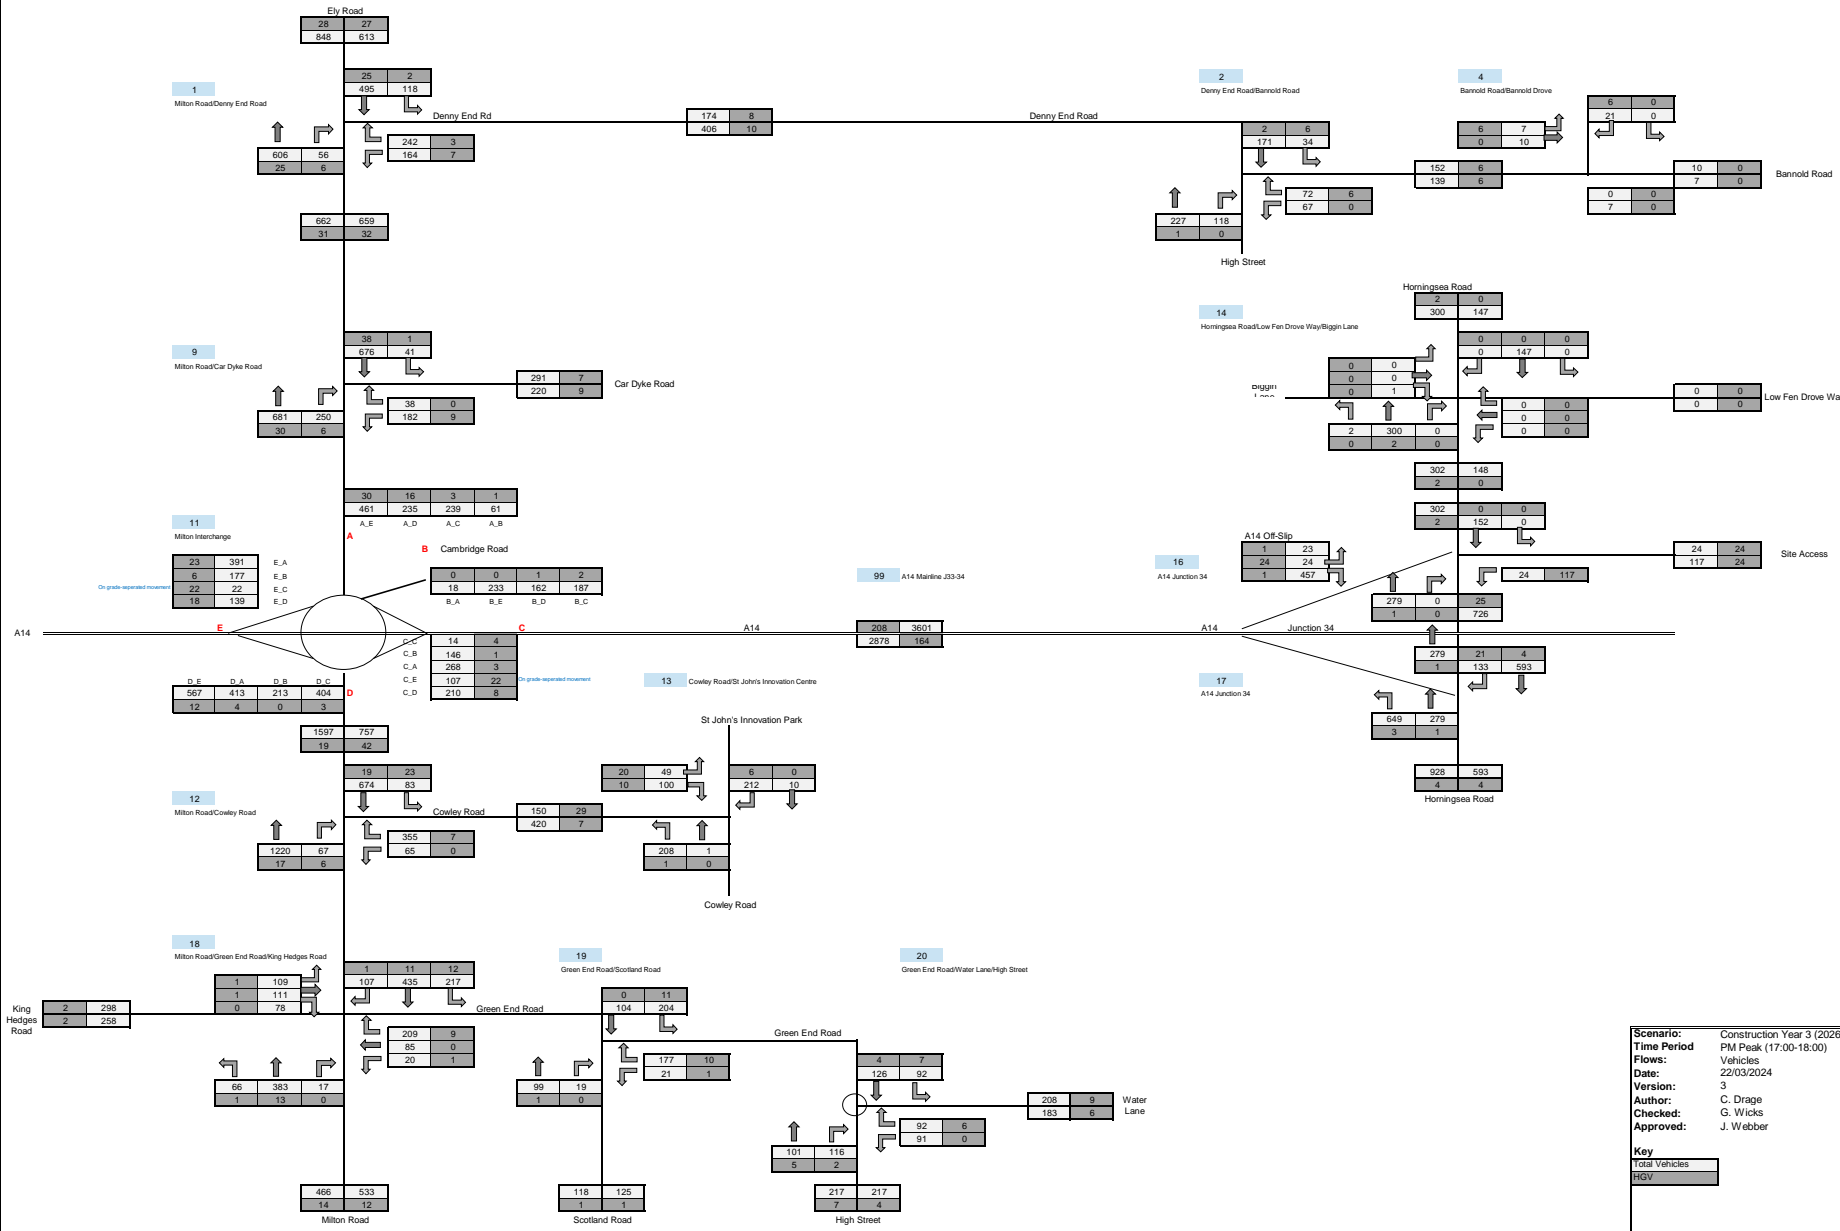 Ely Road
28 27
848 613
25 2
495 118
1
Milton Road/Denny End Road
Denny End Rd
242 3
164 7
606 56
25 6
174 8
406 10
Denny End Road
2
Denny End Road/Bannold Road
2 6
171 34
72 6
67 0
227 118
1 0
High Street
4
Bannold Road/Bannold Drove
6 7
0 10
6 0
21 0
152 6
139 6
10 0
7 0
Bannold Road
0 0
7 0
662 659
31 32
9
Milton Road/Car Dyke Road
38 1
676 41
38 0
182 9
681 250
30 6
291 7
220 9
Car Dyke Road
Horningsea Road
2 0
300 147
14
Horningsea Road/Low Fen Drove Way/Biggin Lane
0 0 0
0 147 0
0 0
0 0
0 1
Biggin
Lane
0 0
0 0
0 0
2 300 0
0 2 0
0 0
0 0
Low Fen Drove Wa
302 148
2 0
30 16 3 1
461 235 239 61
A_E A_D A_C A_B
11
Milton Interchange
A
B Cambridge Road
23 391 E_A
6 177 E_B
On grade-seperated movement 22 22 E_C
18 139 E_D
0 0 1 2
18 233 162 187
B_A B_E B_D B_C
99 A14 Mainline J33-34
16
A14 Junction 34
A14 Off-Slip
1 23
24 24
1 457
302 0 0
2 152 0
24 24
117 24
Site Access
24 117
279 0 25
1 0 726
A14
E
C
A14
208 3601
2878 164
A14
Junction 34
C_C 14 4
C_B 146 1
C_A 268 3
C_E 107 22 On grade-seperated movement
C_D 210 8
D_E D_A D_B D_C
567 413 213 404 D
12 4 0 3
13 Cowley Road/St John's Innovation Centre
17
A14 Junction 34
279 21 4
1 133 593
649 279
3 1
928 593
4 4
Horningsea Road
1597 757
19 42
12
Milton Road/Cowley Road
19 23
674 83
Cowley Road
355 7
65 0
1220 67
17 6
150 29
420 7
St John's Innovation Park
20 49
10 100
6 0
212 10
208 1
1 0
Cowley Road
18
Milton Road/Green End Road/King Hedges Road
1 109
1 111
0 78
1 11 12
107 435 217
King
Hedges
Road
2 298
2 258
Green End Road
209 9
85 0
20 1
66 383 17
1 13 0
466 533
14 12
Milton Road
19
Green End Road/Scotland Road
0 11
104 204
177 10
21 1
99 19
1 0
118 125
1 1
Scotland Road
20
Green End Road/Water Lane/High Street
Green End Road
4 7
126 92
208 9
183 6
Water
Lane
92 6
91 0
101 116
5 2
217 217
7 4
High Street
Scenario: Construction Year 3 (2026
Time Period PM Peak (17:00-18:00)
Flows: Vehicles
Date: 22/03/2024
Version: 3
Author: C. Drage
Checked: G. Wicks
Approved: J. Webber
Key
Total Vehicles
HGV